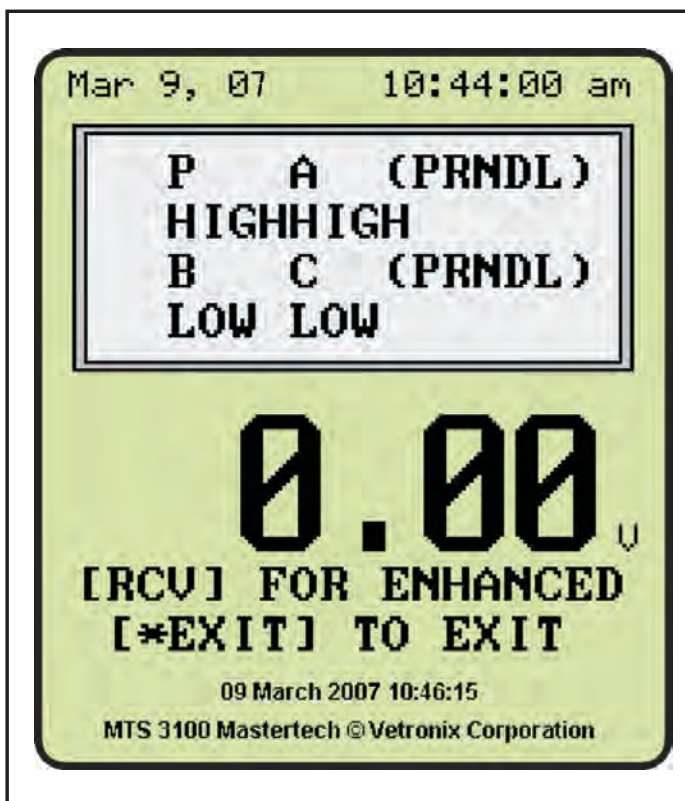 Mar 9, 07 10:44:00 am
P A (PRNDL)
HIGHHIGH
B C (PRNDL)
LOW LOW
0.00 V
[RCV] FOR ENHANCED
[*EXIT] TO EXIT
09 March 2007 10:46:15
MTS 3100 Mastertech © Vetronix Corporation